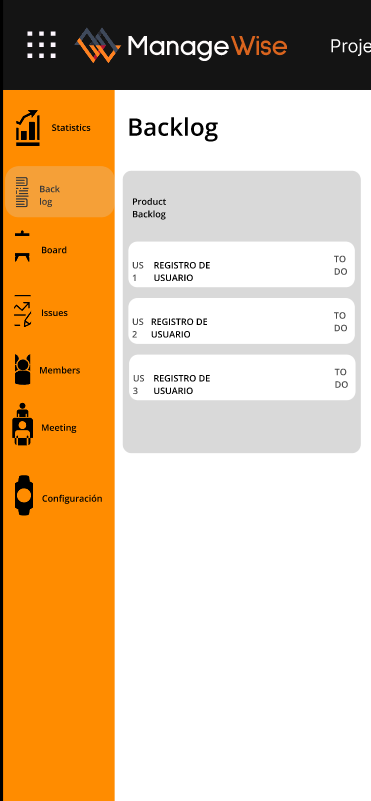 ManageWise
Proje
Statistics
Back
log
Board
Issues
Members
Meeting
Configuración
Backlog
Product
Backlog
US
1
REGISTRO DE
USUARIO
TO
DO
US
2
REGISTRO DE
USUARIO
TO
DO
US
3
REGISTRO DE
USUARIO
TO
DO